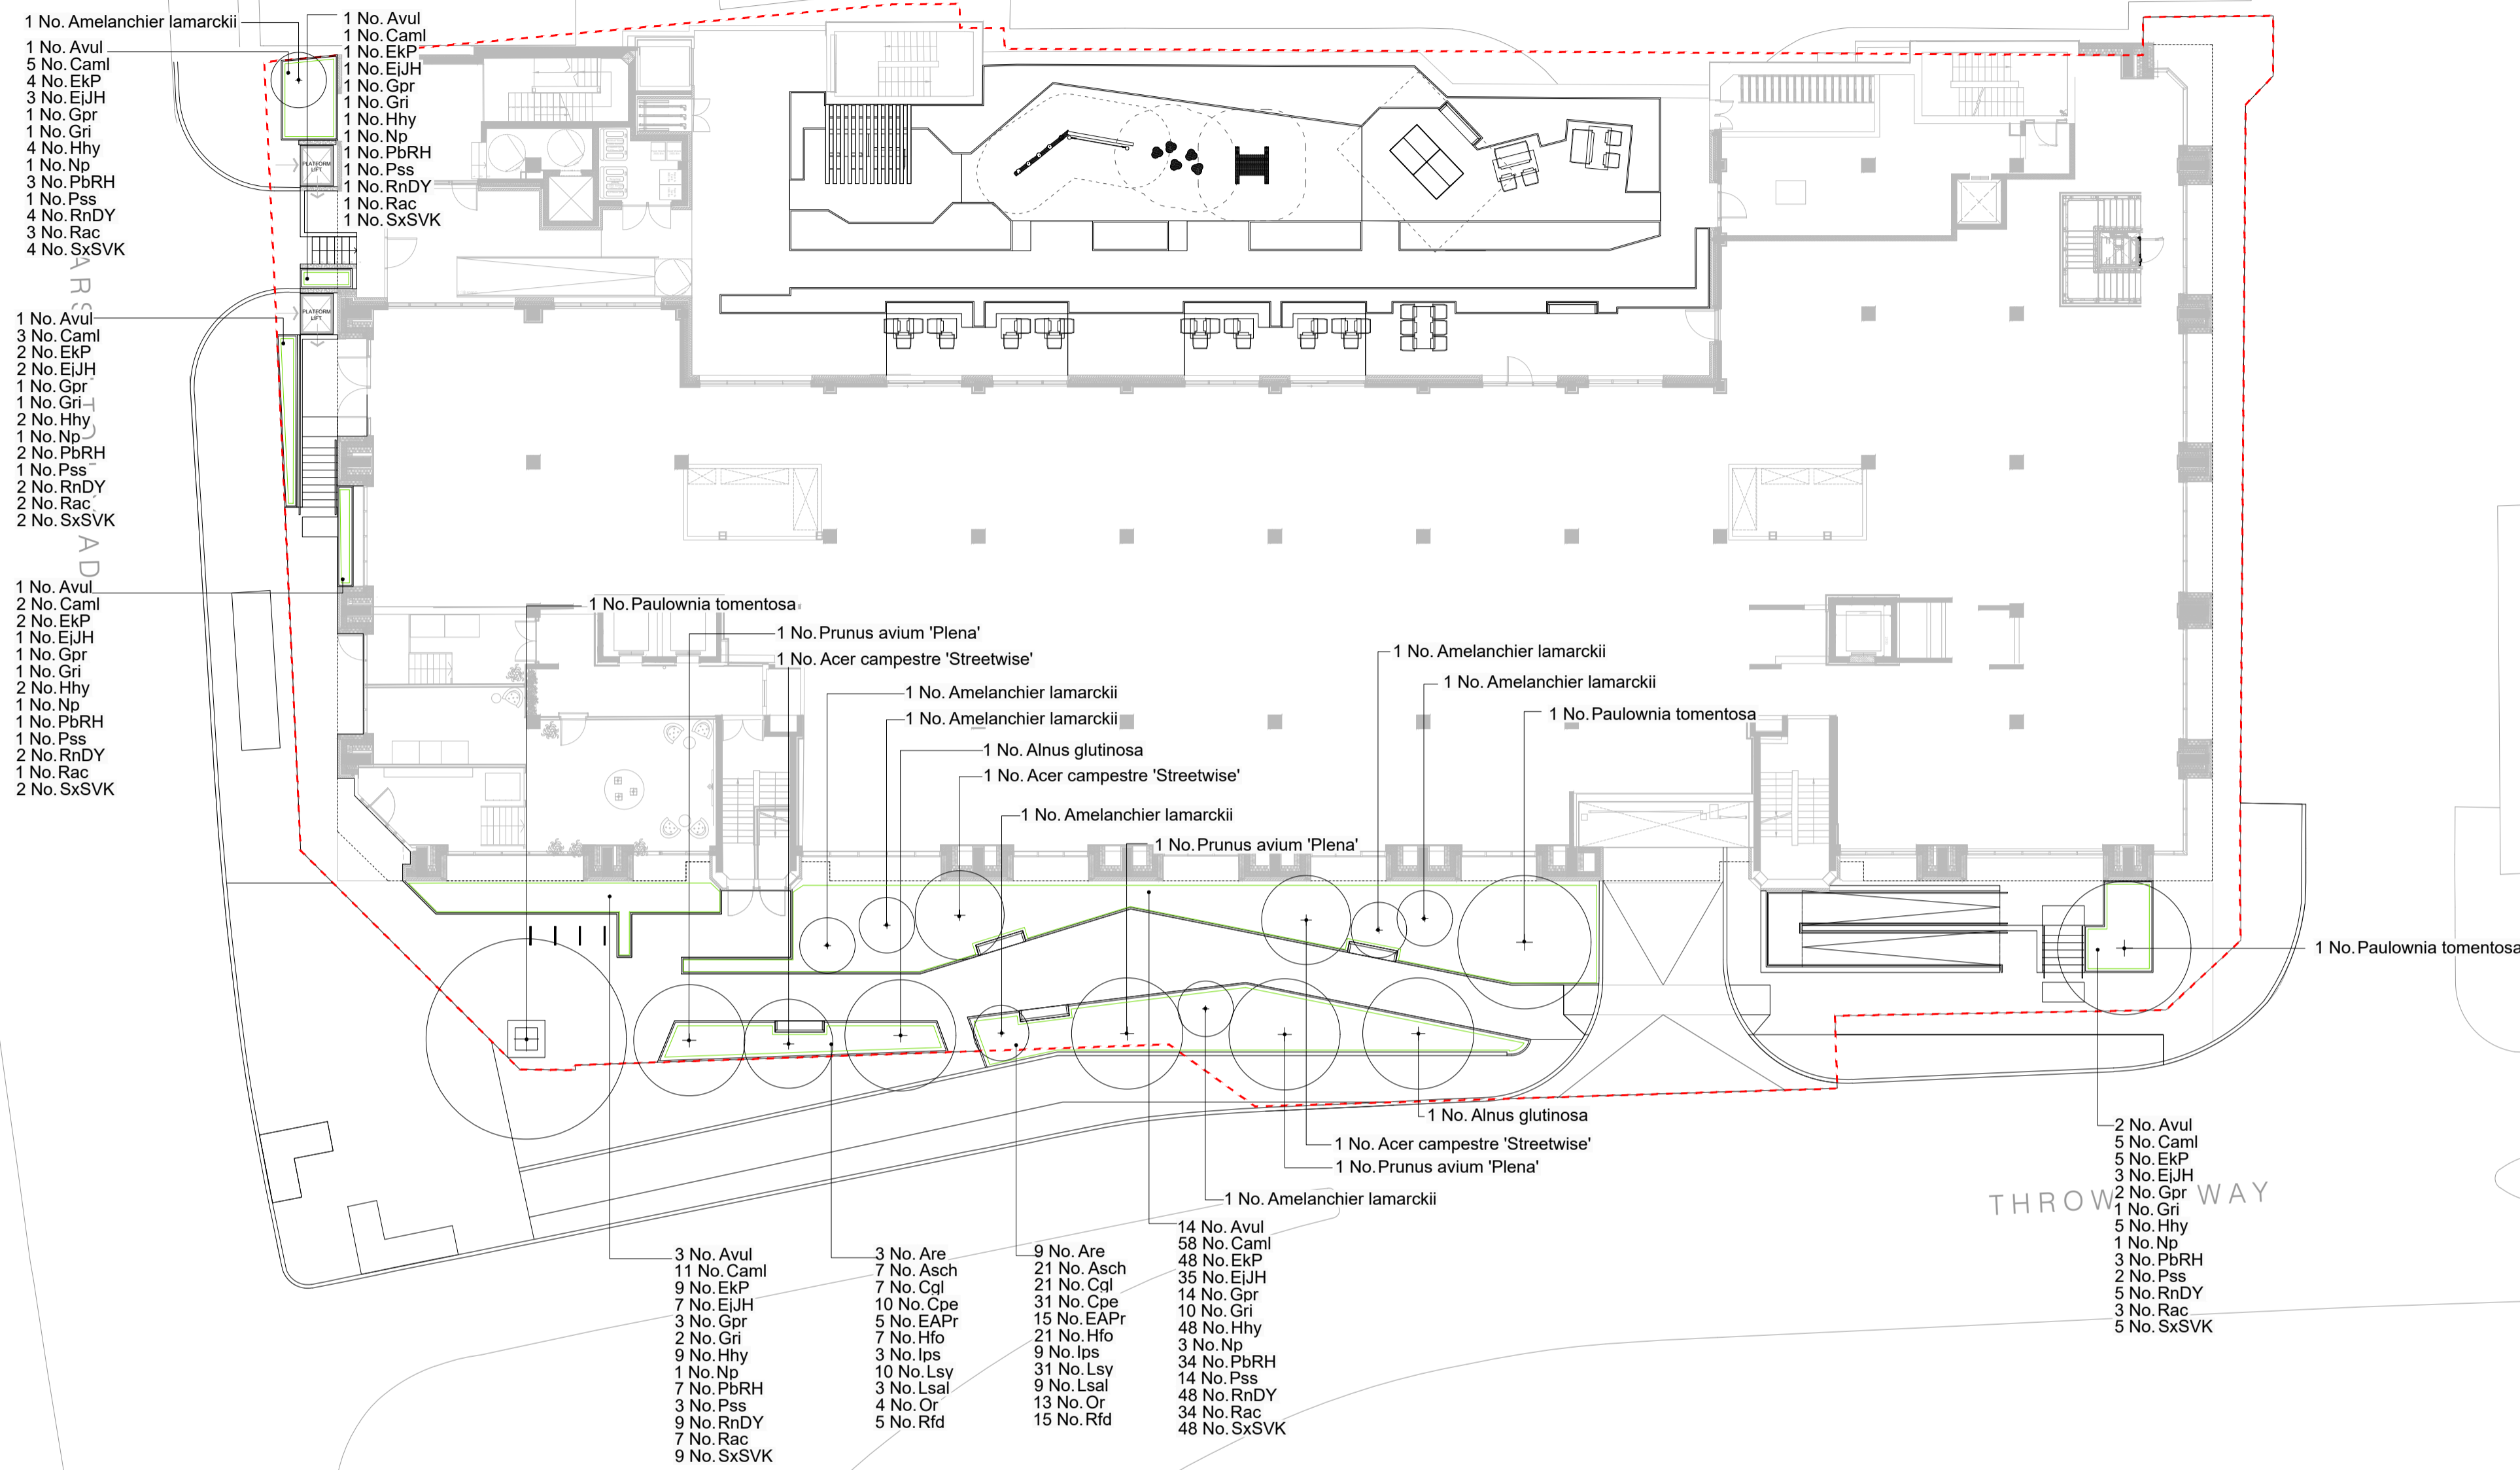 1 No. Amelanchier lamarckii
1 No. Avul
5 No. Caml
4 No. EkP
3 No. EjJH
1 No. Gpr
1 No. Gri
4 No. Hhy
1 No. Np
3 No. PbRH
1 No. Pss
4 No. RnDY
3 No. Rac
4 No. SxSVK
1 No. Avul
1 No. Caml
1 No. EkP
1 No. EjJH
1 No. Gpr
1 No. Gri
1 No. Hhy
1 No. Np
1 No. PbRH
1 No. Pss
1 No. RnDY
1 No. Rac
1 No. SxSVK
PLATFORM
LIFT
PLATFORM
LIFT
1 No. Avul
3 No. Caml
2 No. EkP
2 No. EjJH
1 No. Gpr
1 No. Gri
2 No. Hhy
1 No. Np
2 No. PbRH
1 No. Pss
2 No. RnDY
2 No. Rac
2 No. SxSVK
1 No. Avul
2 No. Caml
2 No. EkP
1 No. EjJH
1 No. Gpr
1 No. Gri
2 No. Hhy
1 No. Np
1 No. PbRH
1 No. Pss
2 No. RnDY
1 No. Rac
2 No. SxSVK
1 No. Paulownia tomentosa
1 No. Prunus avium 'Plena'
1 No. Acer campestre 'Streetwise'
1 No. Amelanchier lamarckii
1 No. Amelanchier lamarckii
1 No. Alnus glutinosa
1 No. Acer campestre 'Streetwise'
1 No. Amelanchier lamarckii
1 No. Prunus avium 'Plena'
1 No. Amelanchier lamarckii
1 No. Amelanchier lamarckii
1 No. Paulownia tomentosa
1 No. Paulownia tomentosa
1 No. Alnus glutinosa
1 No. Acer campestre 'Streetwise'
1 No. Prunus avium 'Plena'
1 No. Amelanchier lamarckii
3 No. Avul
11 No. Caml
9 No. EkP
7 No. EjJH
3 No. Gpr
2 No. Gri
9 No. Hhy
1 No. Np
7 No. PbRH
3 No. Pss
9 No. RnDY
7 No. Rac
9 No. SxSVK
3 No. Are
7 No. Asch
7 No. Cgl
10 No. Cpe
5 No. EAPr
7 No. Hfo
3 No. Ips
10 No. Lsy
3 No. Lsal
4 No. Or
5 No. Rfd
9 No. Are
21 No. Asch
21 No. Cgl
31 No. Cpe
15 No. EAPr
21 No. Hfo
9 No. Ips
31 No. Lsy
9 No. Lsal
13 No. Or
15 No. Rfd
14 No. Avul
58 No. Caml
48 No. EkP
35 No. EjJH
14 No. Gpr
10 No. Gri
48 No. Hhy
3 No. Np
34 No. PbRH
14 No. Pss
48 No. RnDY
34 No. Rac
48 No. SxSVK
2 No. Avul
5 No. Caml
5 No. EkP
3 No. EjJH
2 No. Gpr
1 No. Gri
5 No. Hhy
1 No. Np
3 No. PbRH
2 No. Pss
5 No. RnDY
3 No. Rac
5 No. SxSVK
WAY